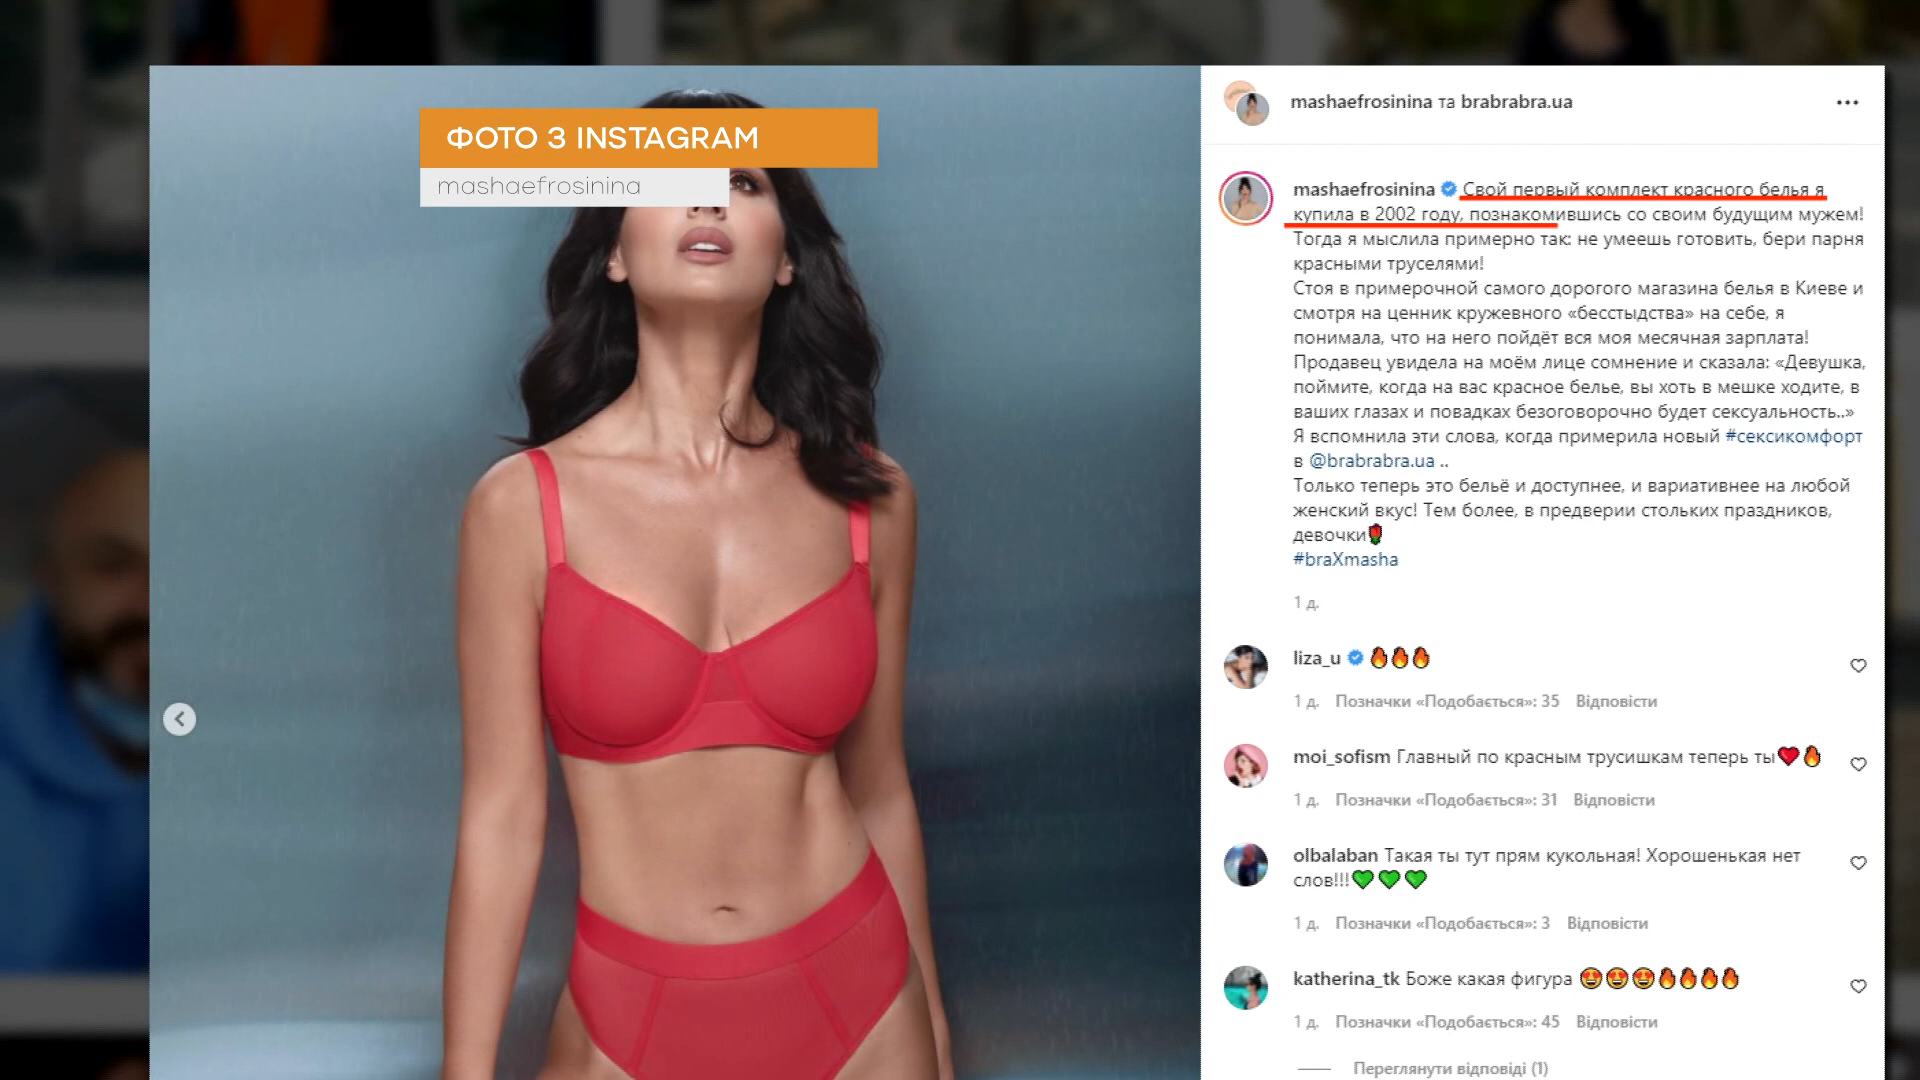 ФОТО З INSTAGRAM
mashaefrosinina
mashaefrosinina та brabrabra.ua
mashaefrosinina Свой первый комплект красного белья я
купила в 2002 году, познакомившись со своим будущим мужем!
Тогда я мыслила примерно так: не умеешь готовить, бери парня
красными труселями!
Стоя в примерочной самого дорогого магазина белья в Киеве и
смотря на ценник кружевного «бесстыдства» на себе, я
понимала, что на него пойдёт вся моя месячная зарплата!
Продавец увидела на моём лице сомнение и сказала: «Девушка,
поймите, когда на вас красное белье, вы хоть в мешке ходите, в
ваших глазах и повадках безоговорочно будет сексуальность..»
Я вспомнила эти слова, когда примерила новый #сексикомфорт
в @brabrabra.ua ..
Только теперь это бельё и доступнее, и вариативнее на любой
женский вкус! Тем более, в предверии стольких праздников,
девочки🌹
#braXmasha
1 д.
liza_u 🔥🔥🔥
1 д. Позначки «Подобається»: 35 Відповісти
moi_sofism Главный по красным трусишкам теперь ты❤️🔥
1 д. Позначки «Подобається»: 31 Відповісти
olbalaban Такая ты тут прям кукольная! Хорошенькая нет
слов!!!💚💚💚
1 д. Позначки «Подобається»: 3 Відповісти
katherina_tk Боже какая фигура 😍😍😍🔥🔥🔥🔥
1 д. Позначки «Подобається»: 45 Відповісти
Переглянути відповіді (1)